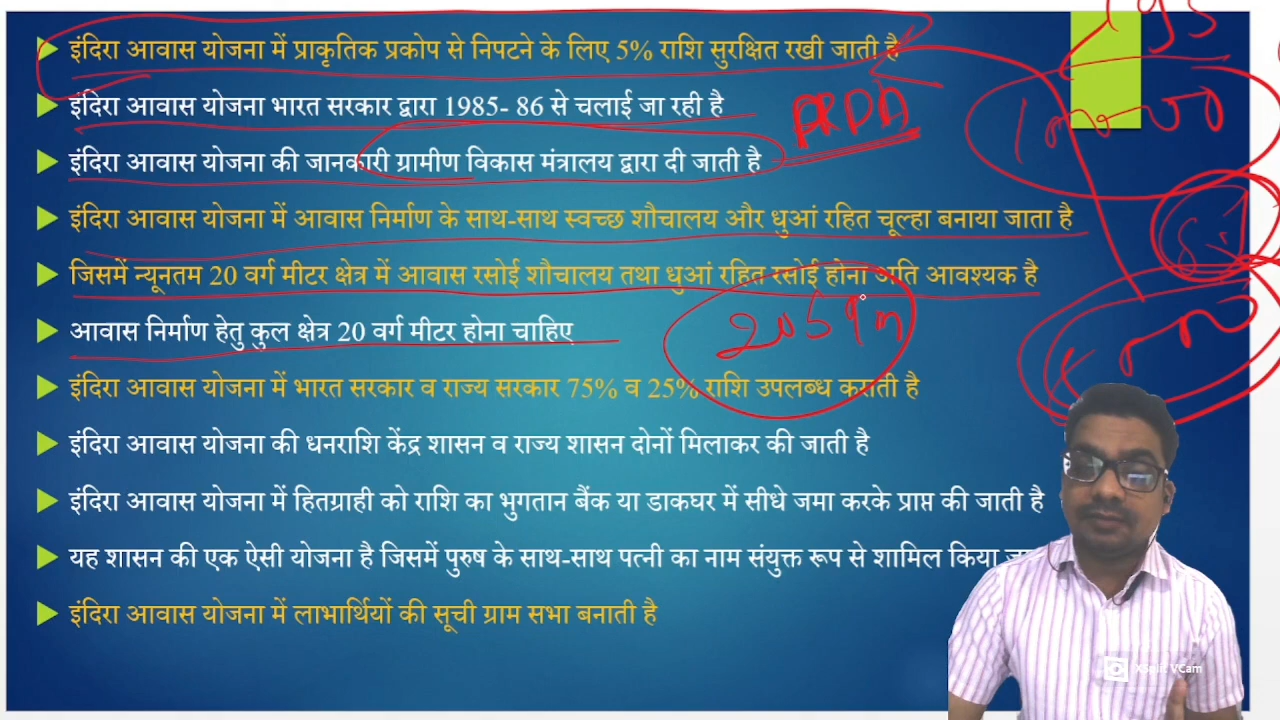 इंदिरा आवास योजना में प्राकृतिक प्रकोप से निपटने के लिए 5% राशि सुरक्षित रखी जाती है
इंदिरा आवास योजना भारत सरकार द्वारा 1985- 86 से चलाई जा रही है
इंदिरा आवास योजना की जानकारी ग्रामीण विकास मंत्रालय द्वारा दी जाती है
इंदिरा आवास योजना में आवास निर्माण के साथ-साथ स्वच्छ शौचालय और धुआं रहित चूल्हा बनाया जाता है
जिसमें न्यूनतम 20 वर्ग मीटर क्षेत्र में आवास रसोई शौचालय तथा धुआं रहित रसोई होना अति आवश्यक है
आवास निर्माण हेतु कुल क्षेत्र 20 वर्ग मीटर होना चाहिए
इंदिरा आवास योजना में भारत सरकार व राज्य सरकार 75% व 25% राशि उपलब्ध कराती है
इंदिरा आवास योजना की धनराशि केंद्र शासन व राज्य शासन दोनों मिलाकर की जाती है
इंदिरा आवास योजना में हितग्राही को राशि का भुगतान बैंक या डाकघर में सीधे जमा करके प्राप्त की जाती है
यह शासन की एक ऐसी योजना है जिसमें पुरुष के साथ-साथ पत्नी का नाम संयुक्त रूप से शामिल किया
इंदिरा आवास योजना में लाभार्थियों की सूची ग्राम सभा बनाती है
XSplit VCam